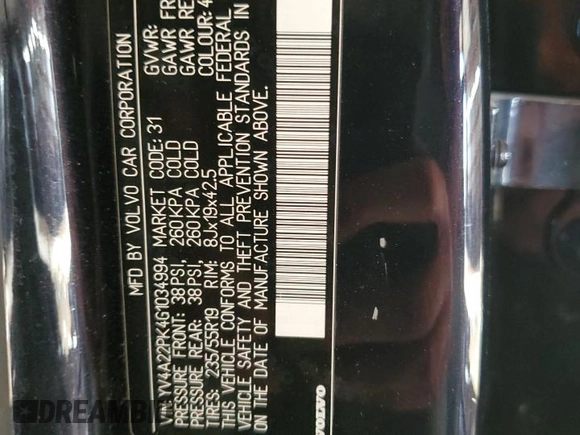 MFD BY VOLVO CAR CORPORATION
GVWR:
GAWR FR
GAWR RE
VIN: YV4A22PK4G1034994 MARKET CODE: 31 COLOUR: 4
PRESSURE FRONT: 38PSI, 260KPA COLD
PRESSURE REAR: 38PSI, 260KPA COLD
TIRES: 235/55R19 RIM: 8Jx19x42.5
THIS VEHICLE CONFORMS TO ALL APPLICABLE FEDERAL
VEHICLE SAFETY AND THEFT PREVENTION STANDARDS IN
ON THE DATE OF MANUFACTURE SHOWN ABOVE.
VOLVO
DREAMBI